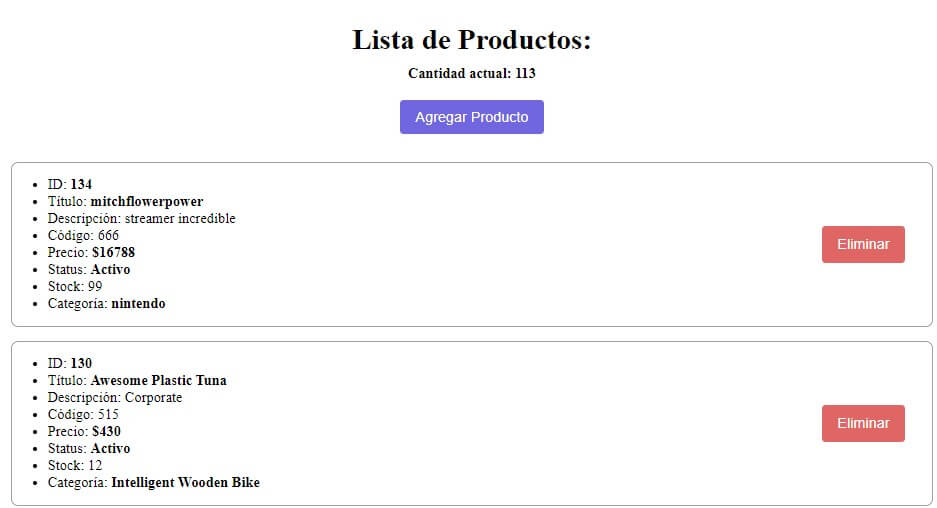 Lista de Productos:
Cantidad actual: 113
Agregar Producto
ID: 134
Título: mitchflowerpower
Descripción: streamer incredible
Código: 666
Precio: $16788
Status: Activo
Stock: 99
Categoría: nintendo
Eliminar
ID: 130
Título: Awesome Plastic Tuna
Descripción: Corporate
Código: 515
Precio: $430
Status: Activo
Stock: 12
Categoría: Intelligent Wooden Bike
Eliminar